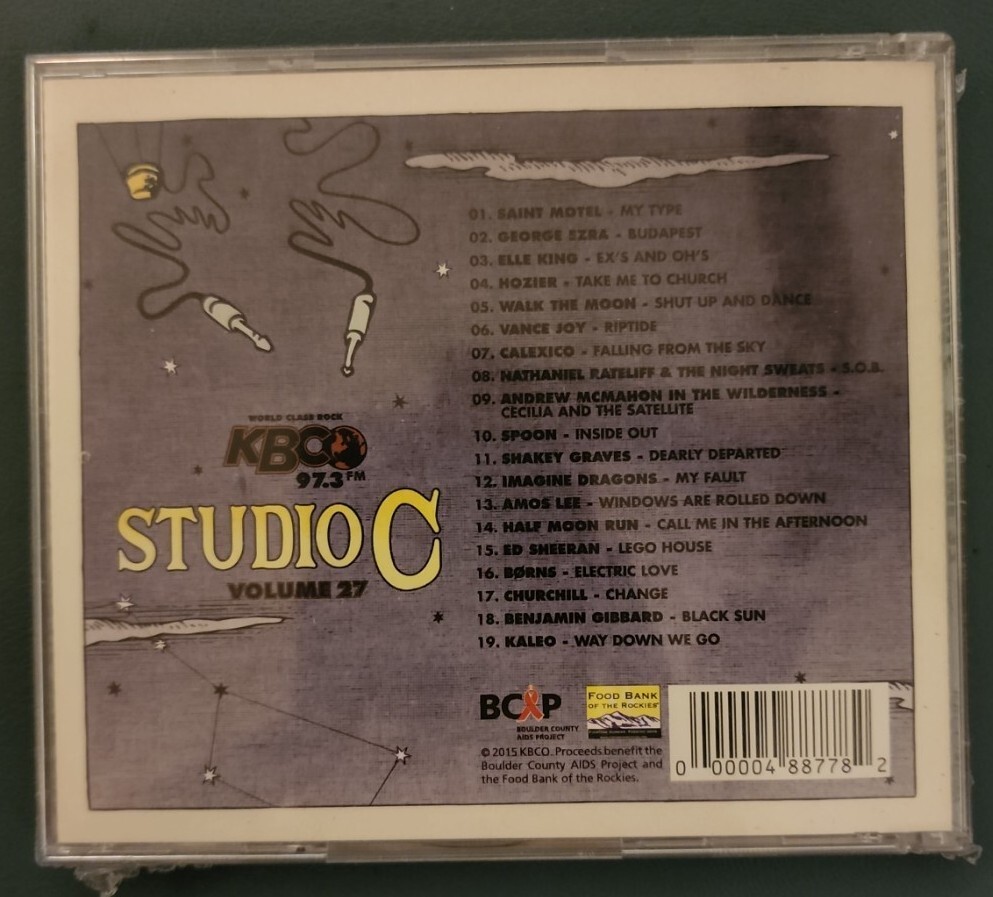 01. SAINT MOTEL - MY TYPE
02. GEORGE EZRA - BUDAPEST
03. ELLE KING - EX'S AND OH'S
04. HOZIER - TAKE ME TO CHURCH
05. WALK THE MOON - SHUT UP AND DANCE
06. VANCE JOY - RIPTIDE
07. CALEXICO - FALLING FROM THE SKY
08. NATHANIEL RATELIFF & THE NIGHT SWEATS - S.O.B.
09. ANDREW MCMAHON IN THE WILDERNESS -
CECILIA AND THE SATELLITE
10. SPOON - INSIDE OUT
11. SHAKEY GRAVES - DEARLY DEPARTED
12. IMAGINE DRAGONS - MY FAULT
13. AMOS LEE - WINDOWS ARE ROLLED DOWN
14. HALF MOON RUN - CALL ME IN THE AFTERNOON
15. ED SHEERAN - LEGO HOUSE
16. BØRNS - ELECTRIC LOVE
17. CHURCHILL - CHANGE
18. BENJAMIN GIBBARD - BLACK SUN
19. KALEO - WAY DOWN WE GO
WORLD CLASS ROCK
KBCO
97.3 FM
STUDIO C
VOLUME 27
BCAP
BOULDER COUNTY
AIDS PROJECT
FOOD BANK
OF THE ROCKIES
© 2015 KBCO. Proceeds benefit the
Boulder County AIDS Project and
the Food Bank of the Rockies.
0 00004 88778 2